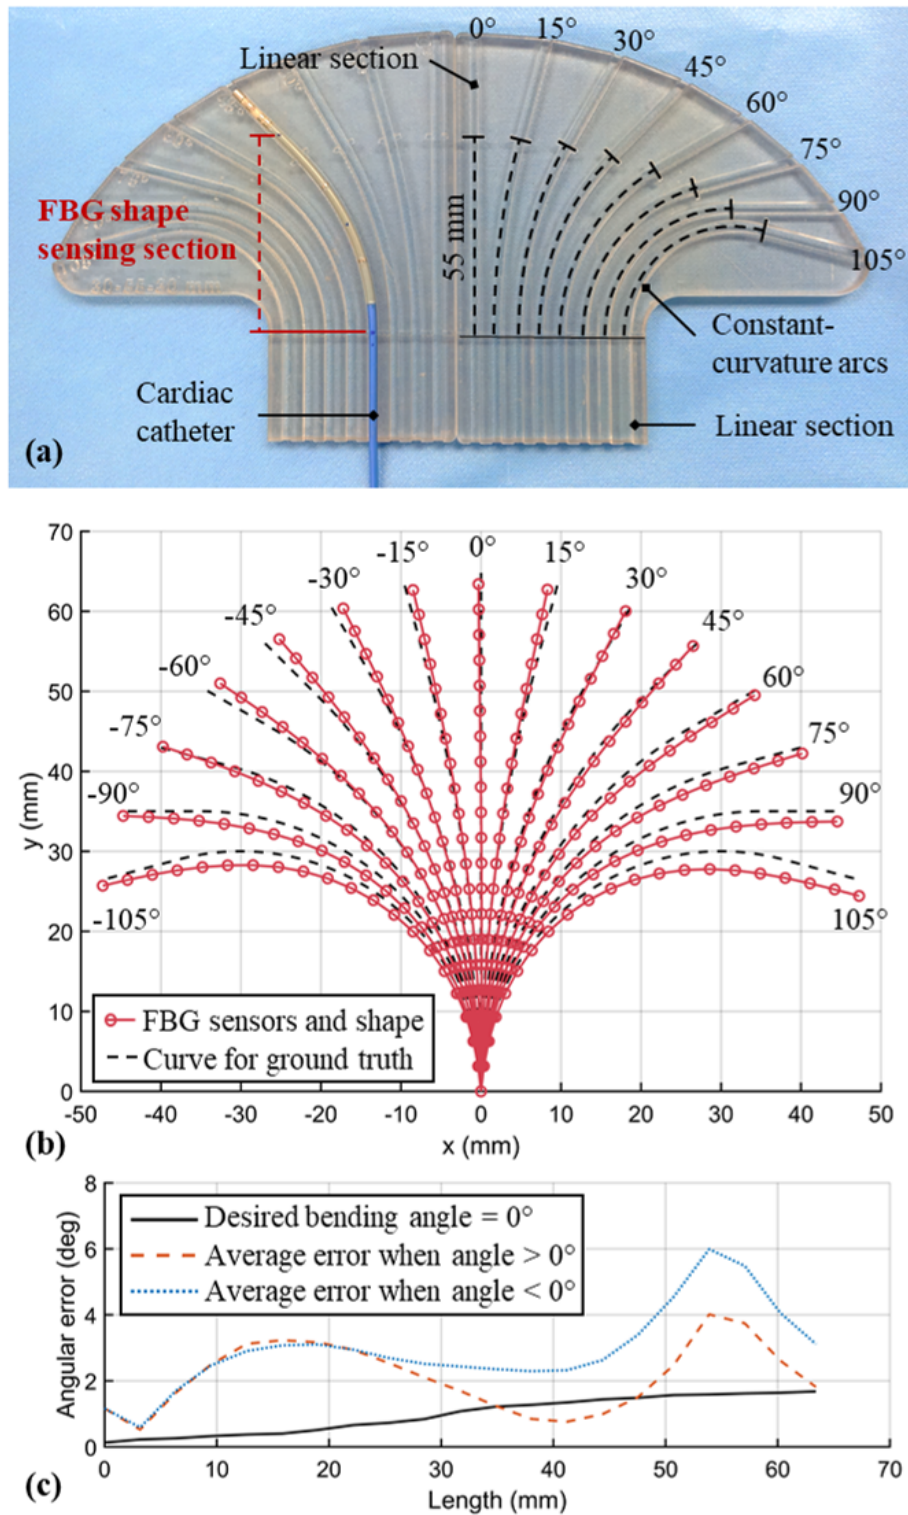 0°
15°
30°
45°
60°
75°
90°
105°
Linear section
FBG shape
sensing section
55 mm
Constant-
curvature arcs
Cardiac
catheter
Linear section
(a)
70
60
50
40
30
20
10
0
y (mm)
-105°
-90°
-75°
-60°
-45°
-30°
-15°
0°
15°
30°
45°
60°
75°
90°
105°
FBG sensors and shape
Curve for ground truth
-50 -40 -30 -20 -10 0 10 20 30 40 50
x (mm)
(b)
8
6
4
2
0
Angular error (deg)
Desired bending angle = 0°
Average error when angle > 0°
Average error when angle < 0°
0 10 20 30 40 50 60 70
Length (mm)
(c)